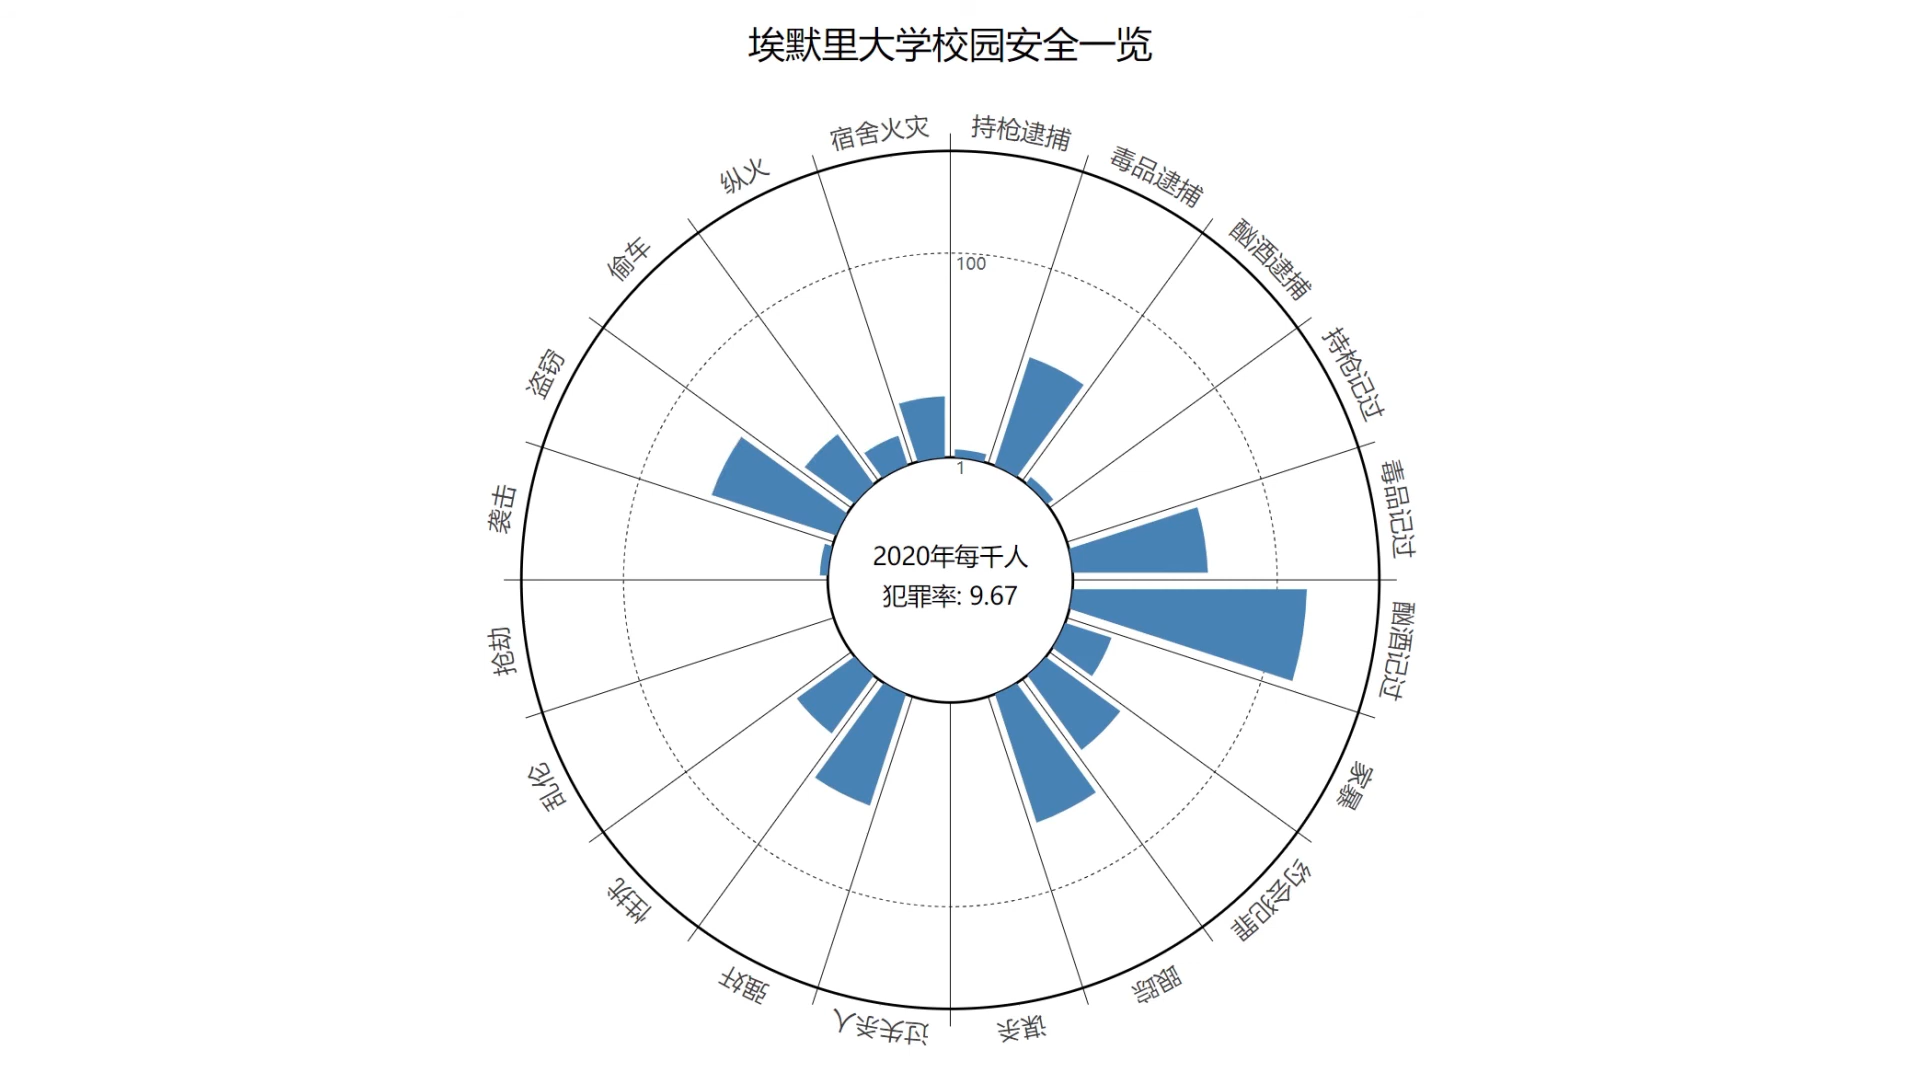 埃默里大学校园安全一览
宿舍火灾
持枪逮捕
毒品逮捕
酗酒逮捕
持枪记过
毒品记过
酗酒记过
家暴
约会犯罪
跟踪
谋杀
过失杀人
强奸
性扰
乱伦
抢劫
袭击
盗窃
偷车
纵火
100
1
2020年每千人
犯罪率: 9.67